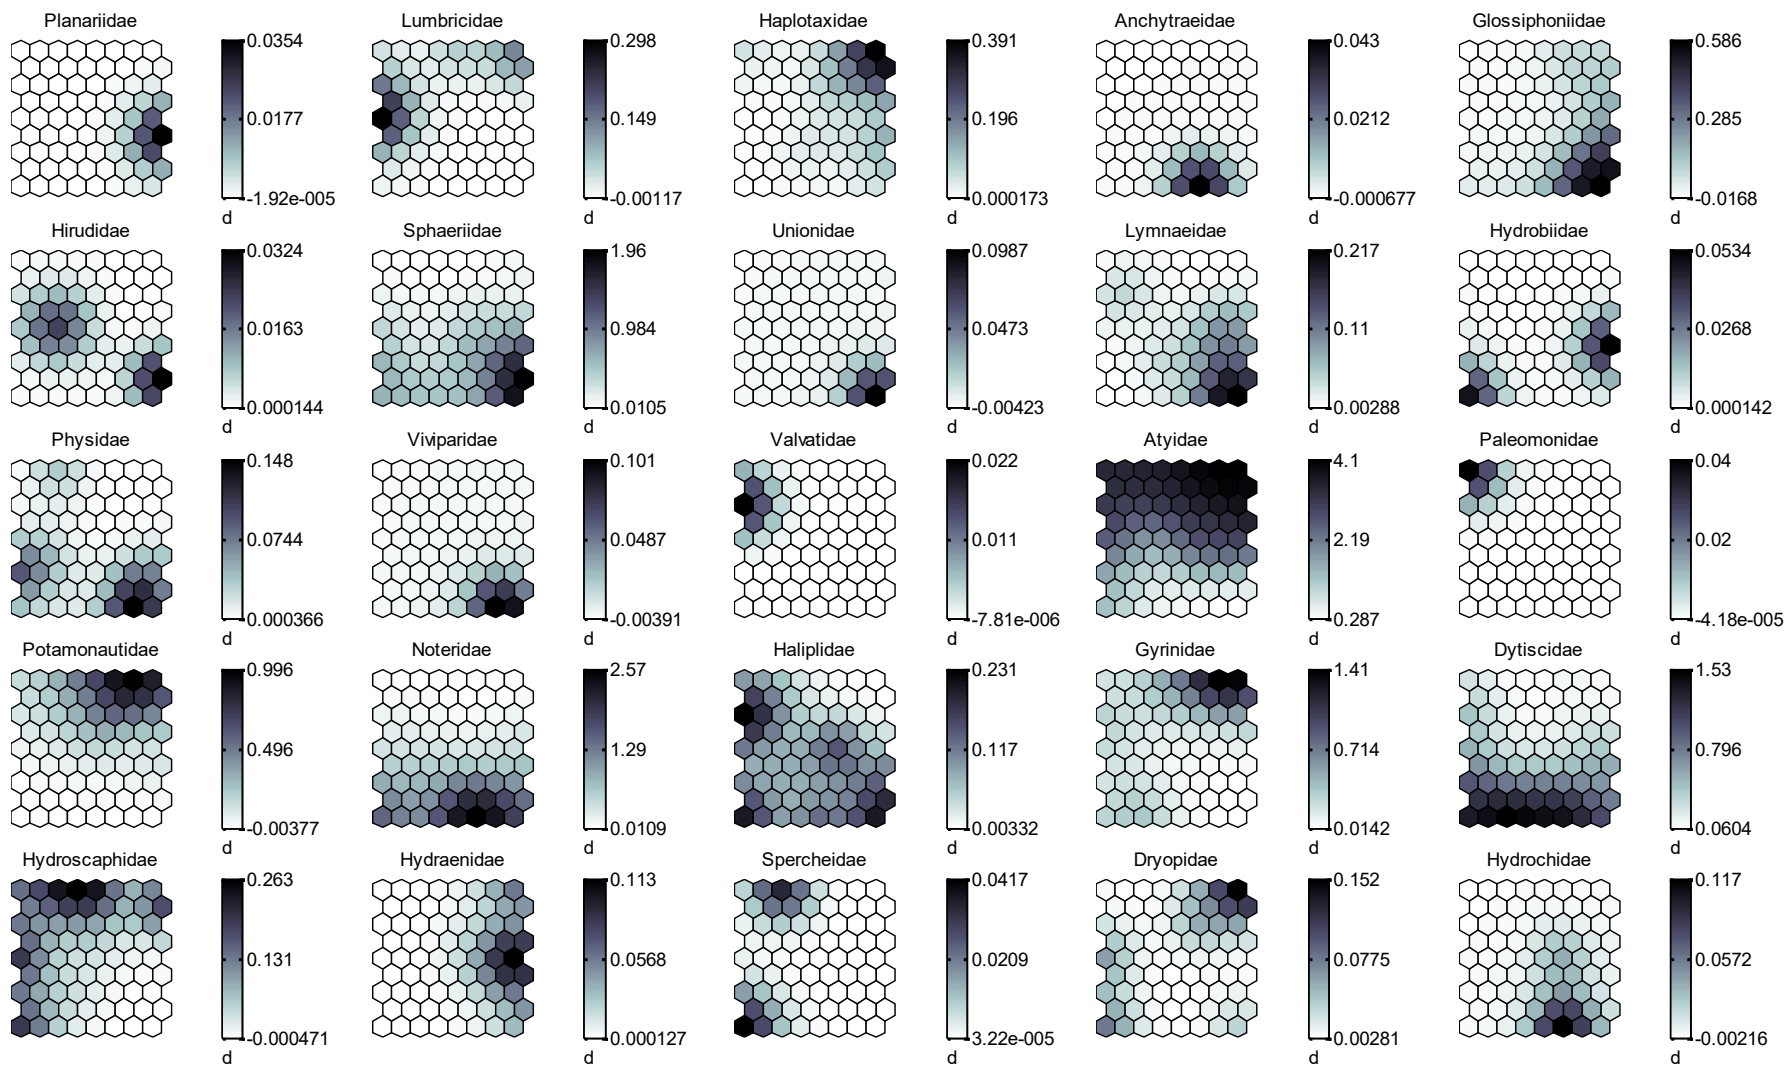 Planariidae Lumbricidae Haplotaxidae Anchytraeidae Glossiphoniidae
0.0354 0.298 0.391 0.043 0.586
0.0177 0.149 0.196 0.0212 0.285
-1.92e-005 -0.00117 0.000173 -0.000677 -0.0168
d d d d d
Hirudidae Sphaeriidae Unionidae Lymnaeidae Hydrobiidae
0.0324 1.96 0.0987 0.217 0.0534
0.0163 0.984 0.0473 0.11 0.0268
0.000144 0.0105 -0.00423 0.00288 0.000142
d d d d d
Physidae Viviparidae Valvatidae Atyidae Paleomonidae
0.148 0.101 0.022 4.1 0.04
0.0744 0.0487 0.011 2.19 0.02
0.000366 -0.00391 -7.81e-006 0.287 -4.18e-005
d d d d d
Potamonautidae Noteridae Haliplidae Gyrinidae Dytiscidae
0.996 2.57 0.231 1.41 1.53
0.496 1.29 0.117 0.714 0.796
-0.00377 0.0109 0.00332 0.0142 0.0604
d d d d d
Hydroscaphidae Hydraenidae Spercheidae Dryopidae Hydrochidae
0.263 0.113 0.0417 0.152 0.117
0.131 0.0568 0.0209 0.0775 0.0572
-0.000471 0.000127 3.22e-005 0.00281 -0.00216
d d d d d